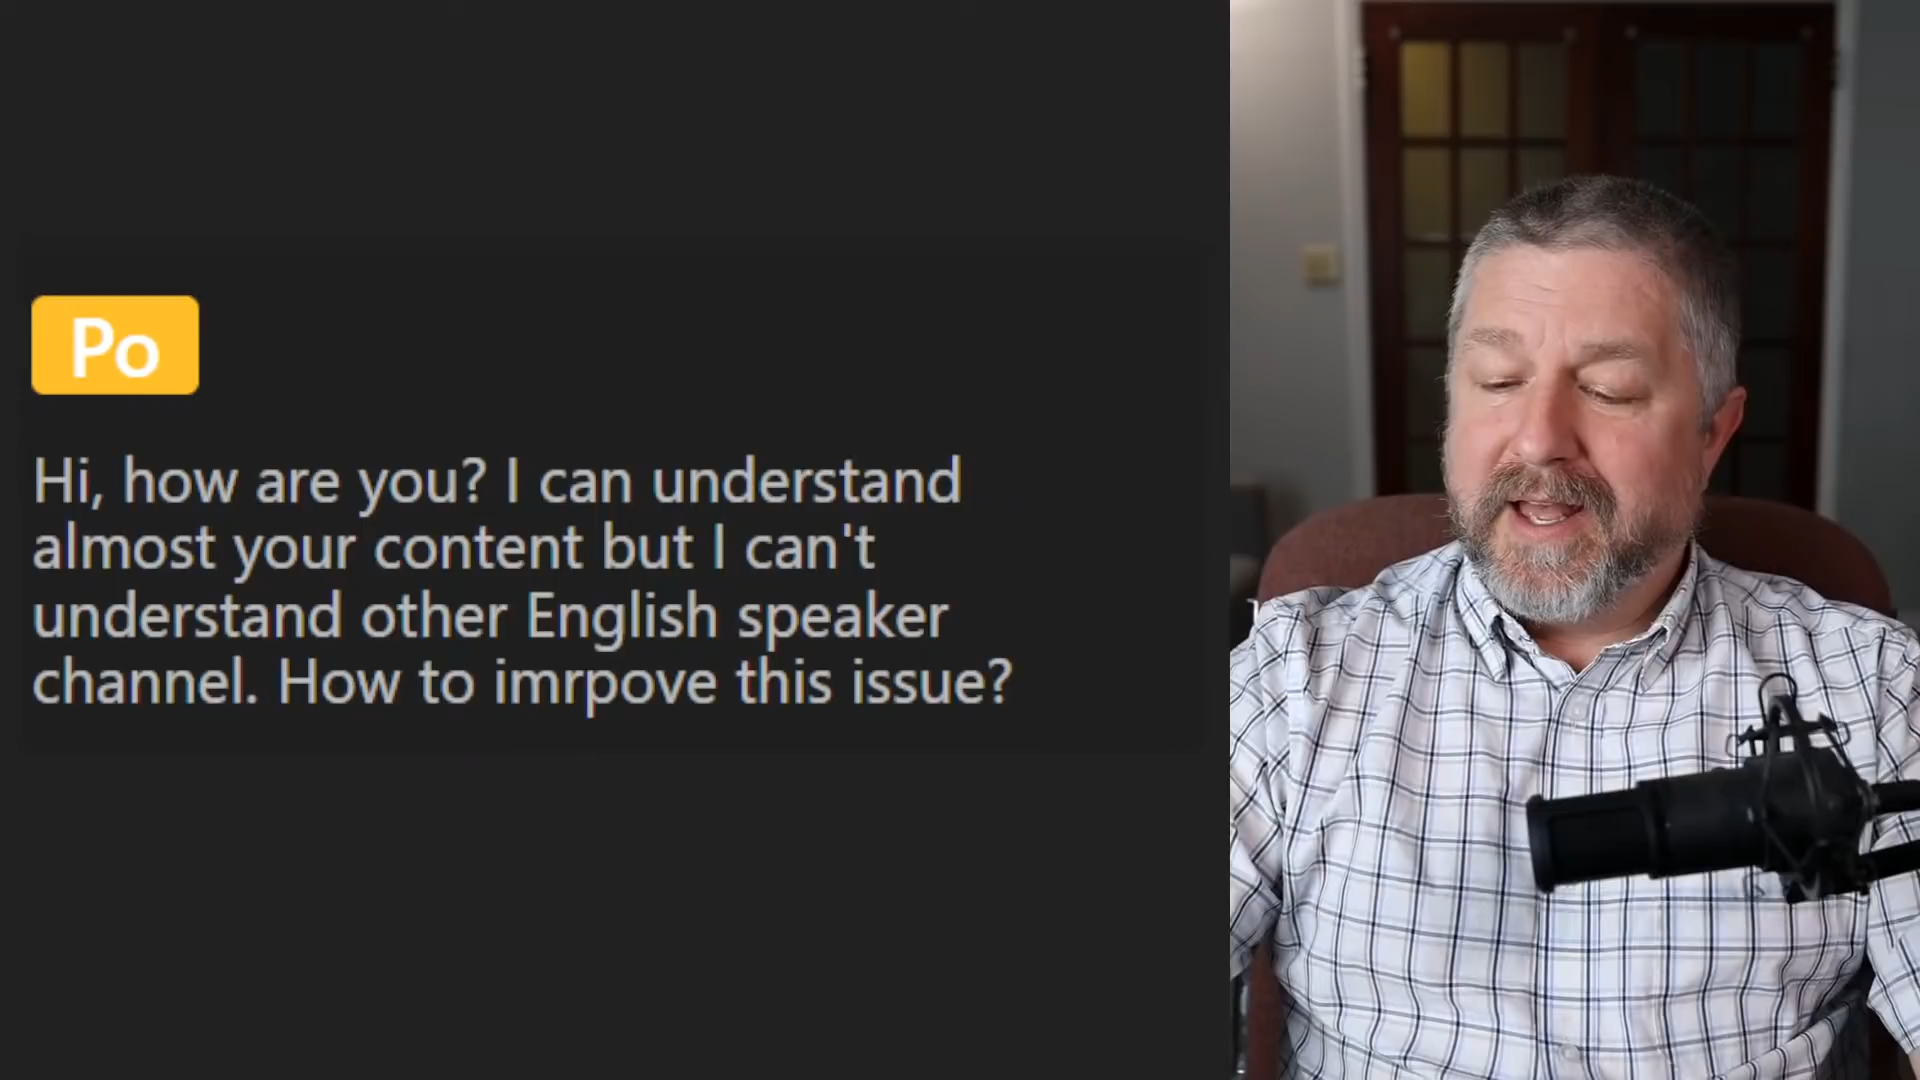 Po
Hi, how are you? I can understand
almost your content but I can't
understand other English speaker
channel. How to imrpove this issue?